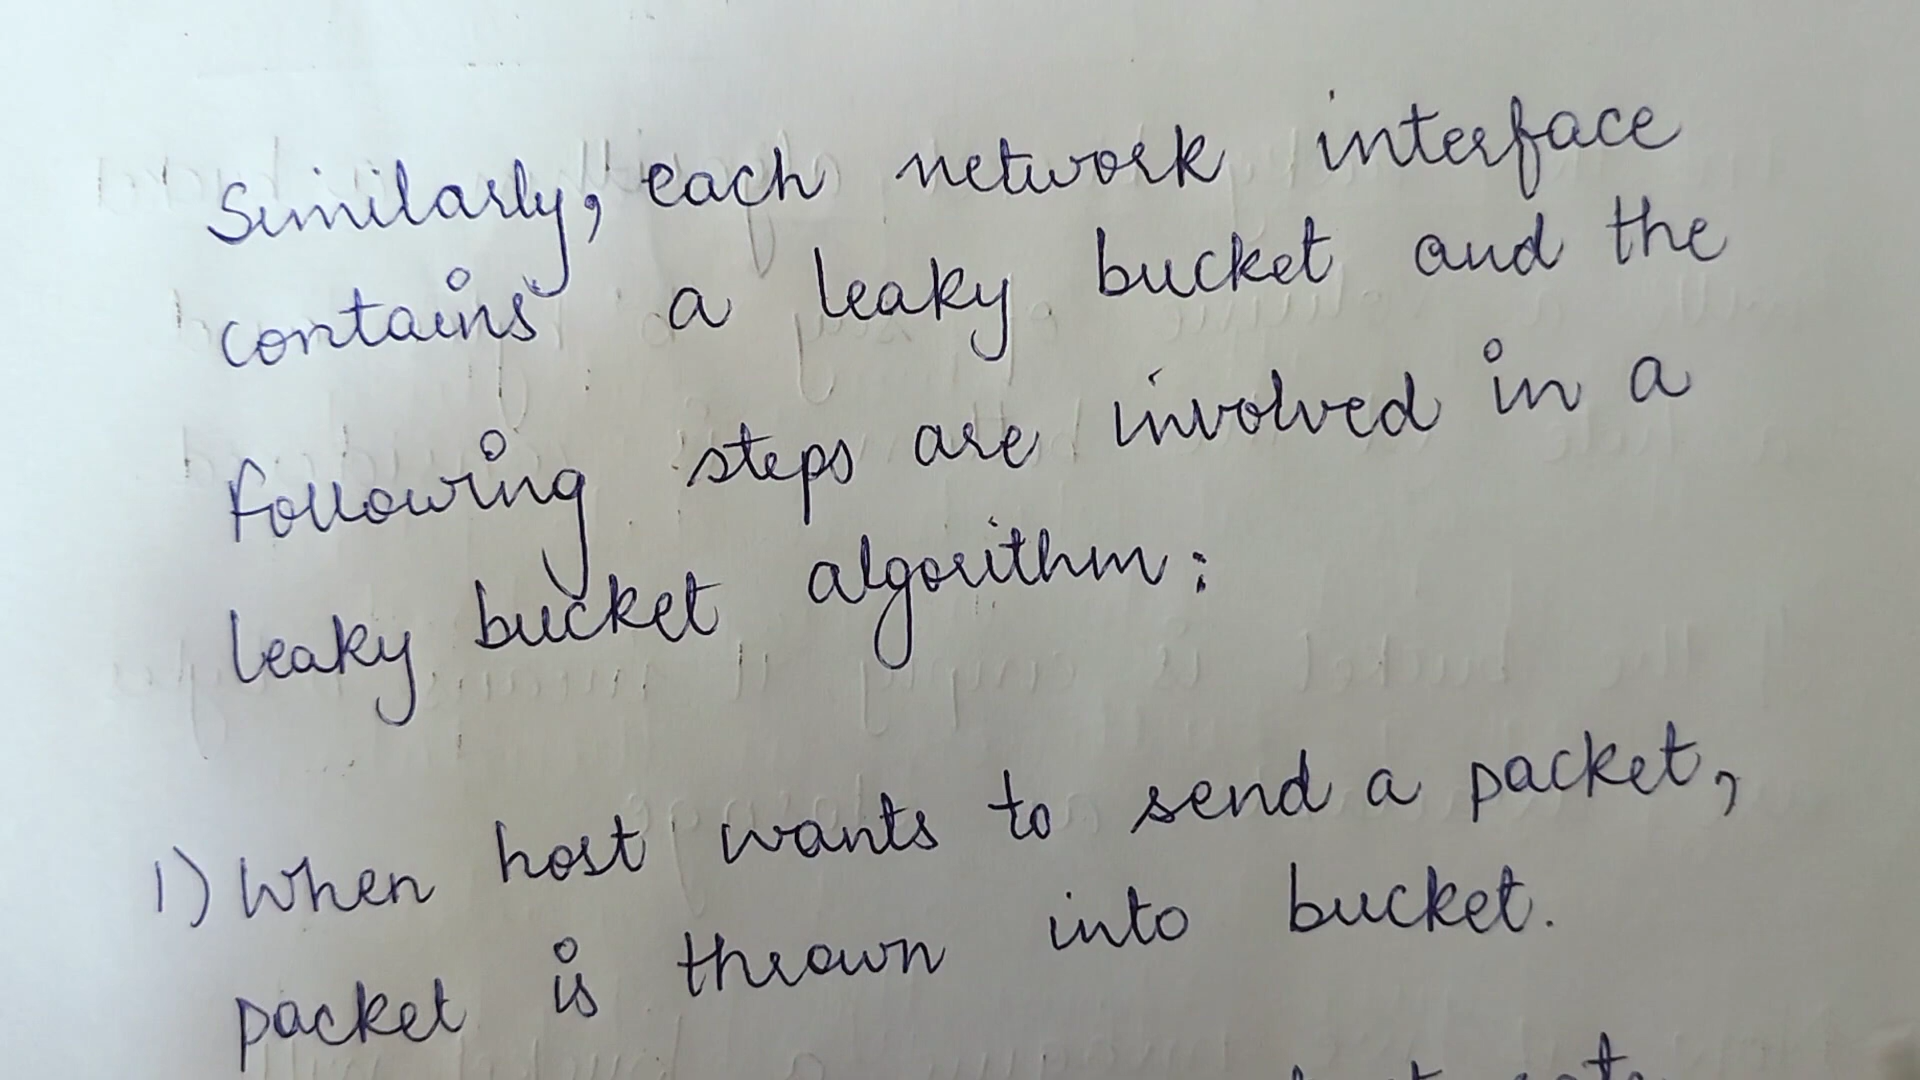 Similarly, each network interface
contains a leaky bucket and the
following steps are involved in a
leaky bucket algorithm:
1) When host wants to send a packet,
packet is thrown into bucket.